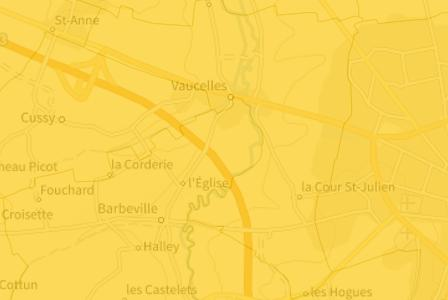 St-Anne
Vaucelles
Cussy
neau Picot
la Corderie
Fouchard
l'Église
la Cour St-Julien
Croisette
Barbeville
Halley
Cottun
les Castelets
les Hogues